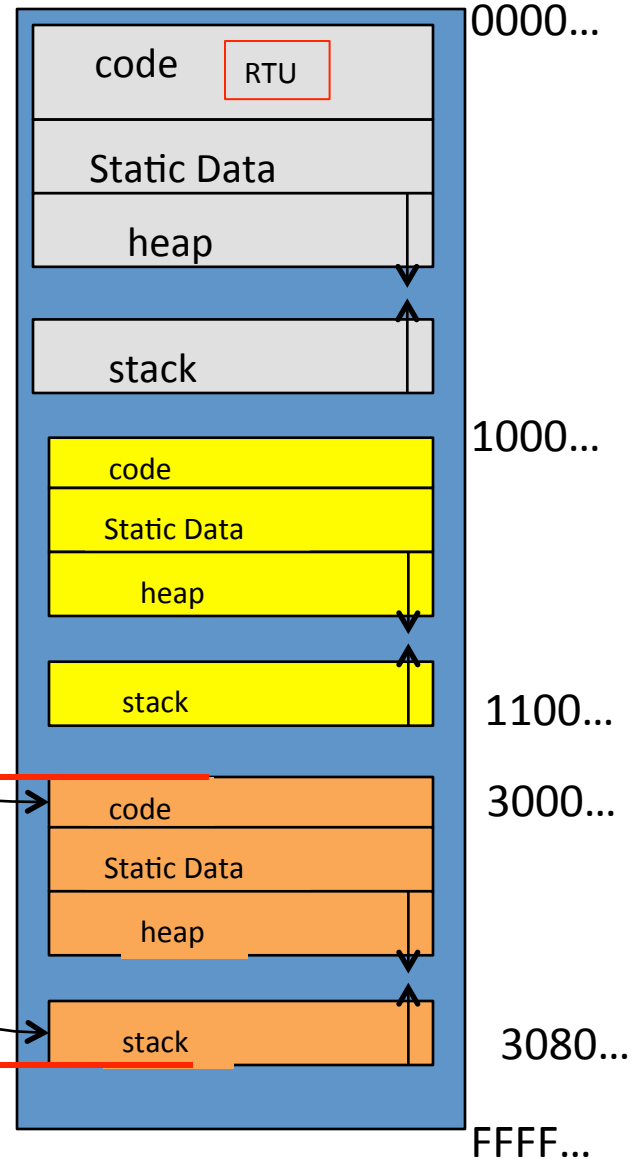 0000...
code RTU
Static Data
heap
stack
1000...
code
Static Data
heap
stack
1100...
3000...
code
Static Data
heap
stack
3080...
FFFF...